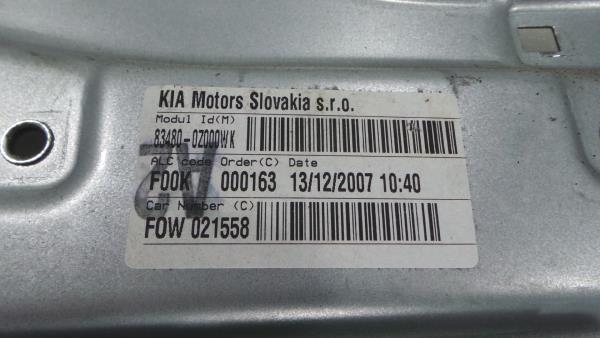 KIA Motors Slovakia s.r.o.
Modul Id(M)
83480-0Z000WK
ALC code Order(C) Date
F00K 000163 13/12/2007 10:40
Car Number (C)
FOW 021558